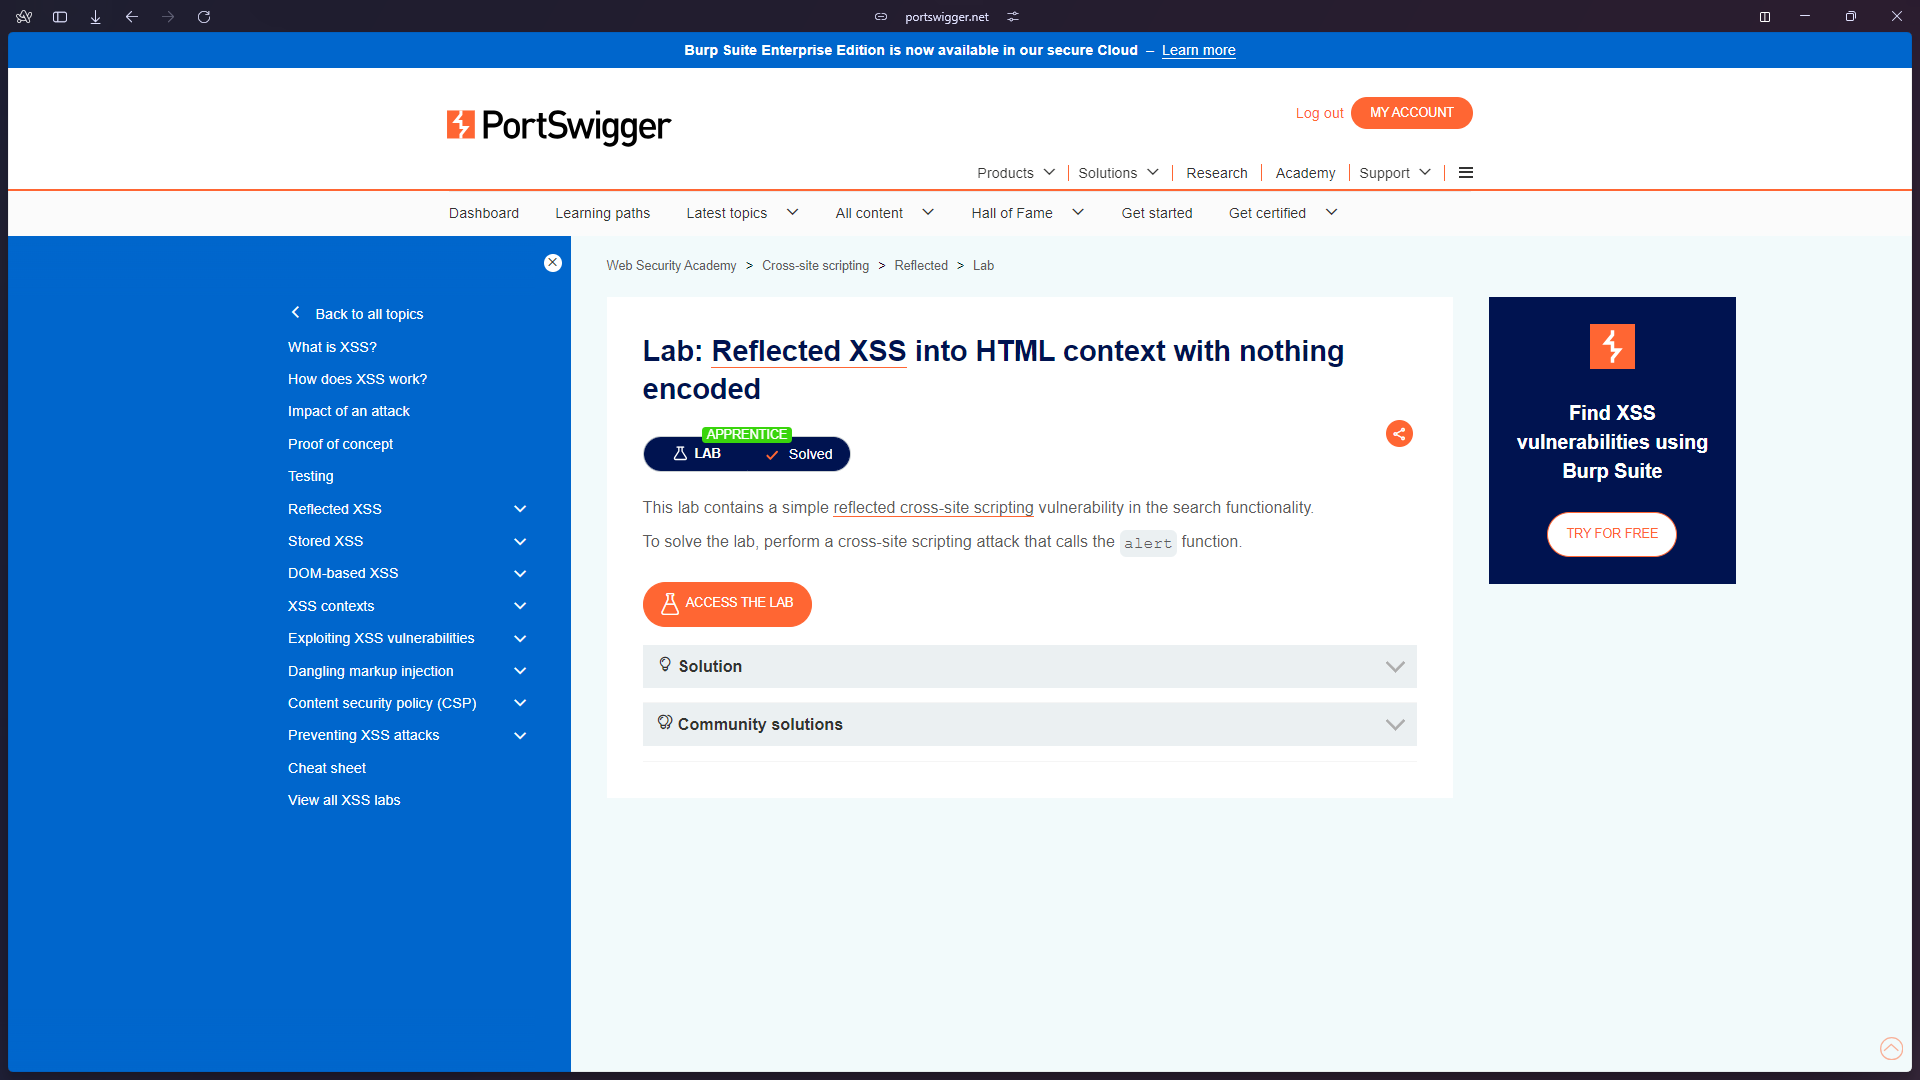 portswigger.net
Burp Suite Enterprise Edition is now available in our secure Cloud – Learn more
PortSwigger
Log out
MY ACCOUNT
Products
Solutions
Research
Academy
Support
Dashboard
Learning paths
Latest topics
All content
Hall of Fame
Get started
Get certified
Back to all topics
What is XSS?
How does XSS work?
Impact of an attack
Proof of concept
Testing
Reflected XSS
Stored XSS
DOM-based XSS
XSS contexts
Exploiting XSS vulnerabilities
Dangling markup injection
Content security policy (CSP)
Preventing XSS attacks
Cheat sheet
View all XSS labs
Web Security Academy > Cross-site scripting > Reflected > Lab
Lab: Reflected XSS into HTML context with nothing
encoded
APPRENTICE
LAB
Solved
This lab contains a simple reflected cross-site scripting vulnerability in the search functionality.
To solve the lab, perform a cross-site scripting attack that calls the alert function.
ACCESS THE LAB
Solution
Community solutions
Find XSS
vulnerabilities using
Burp Suite
TRY FOR FREE